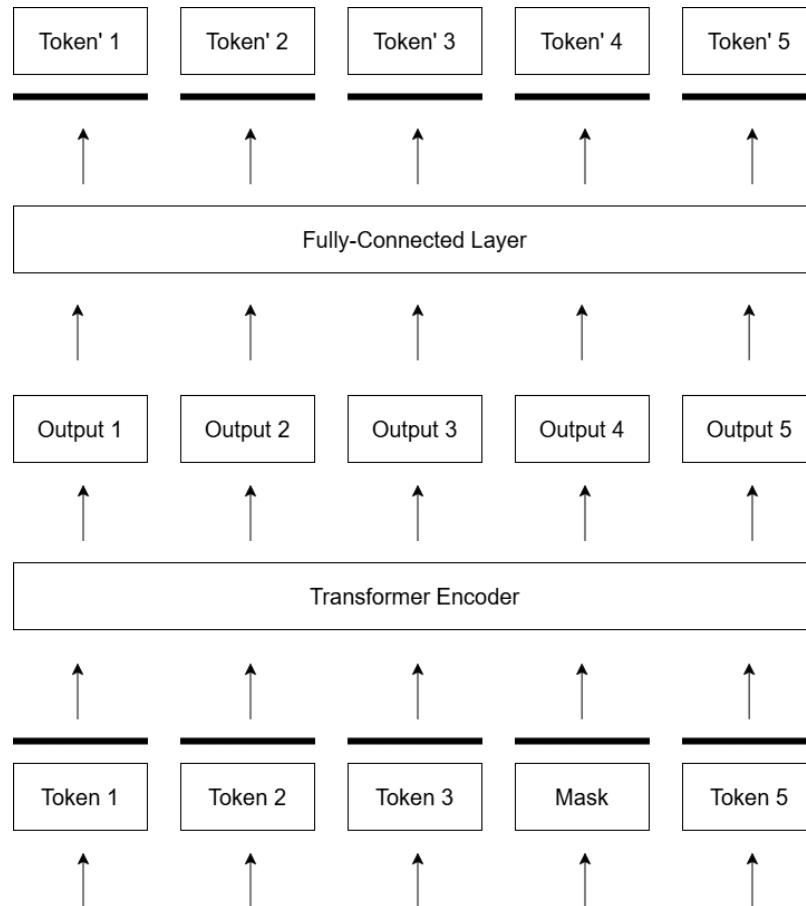 Token' 1 Token' 2 Token' 3 Token' 4 Token' 5
Fully-Connected Layer
Output 1 Output 2 Output 3 Output 4 Output 5
Transformer Encoder
Token 1 Token 2 Token 3 Mask Token 5